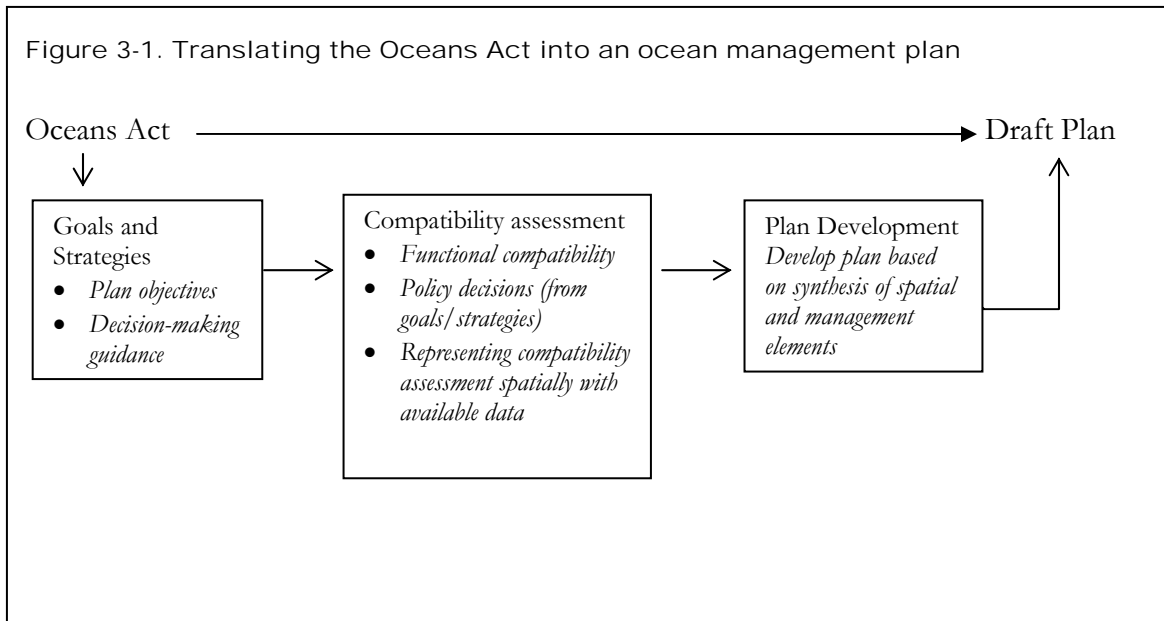 Figure 3-1. Translating the Oceans Act into an ocean management plan
Oceans Act
Draft Plan
Goals and
Strategies
• Plan objectives
• Decision-making
guidance
Compatibility assessment
• Functional compatibility
• Policy decisions (from
goals/strategies)
• Representing compatibility
assessment spatially with
available data
Plan Development
Develop plan based
on synthesis of spatial
and management
elements